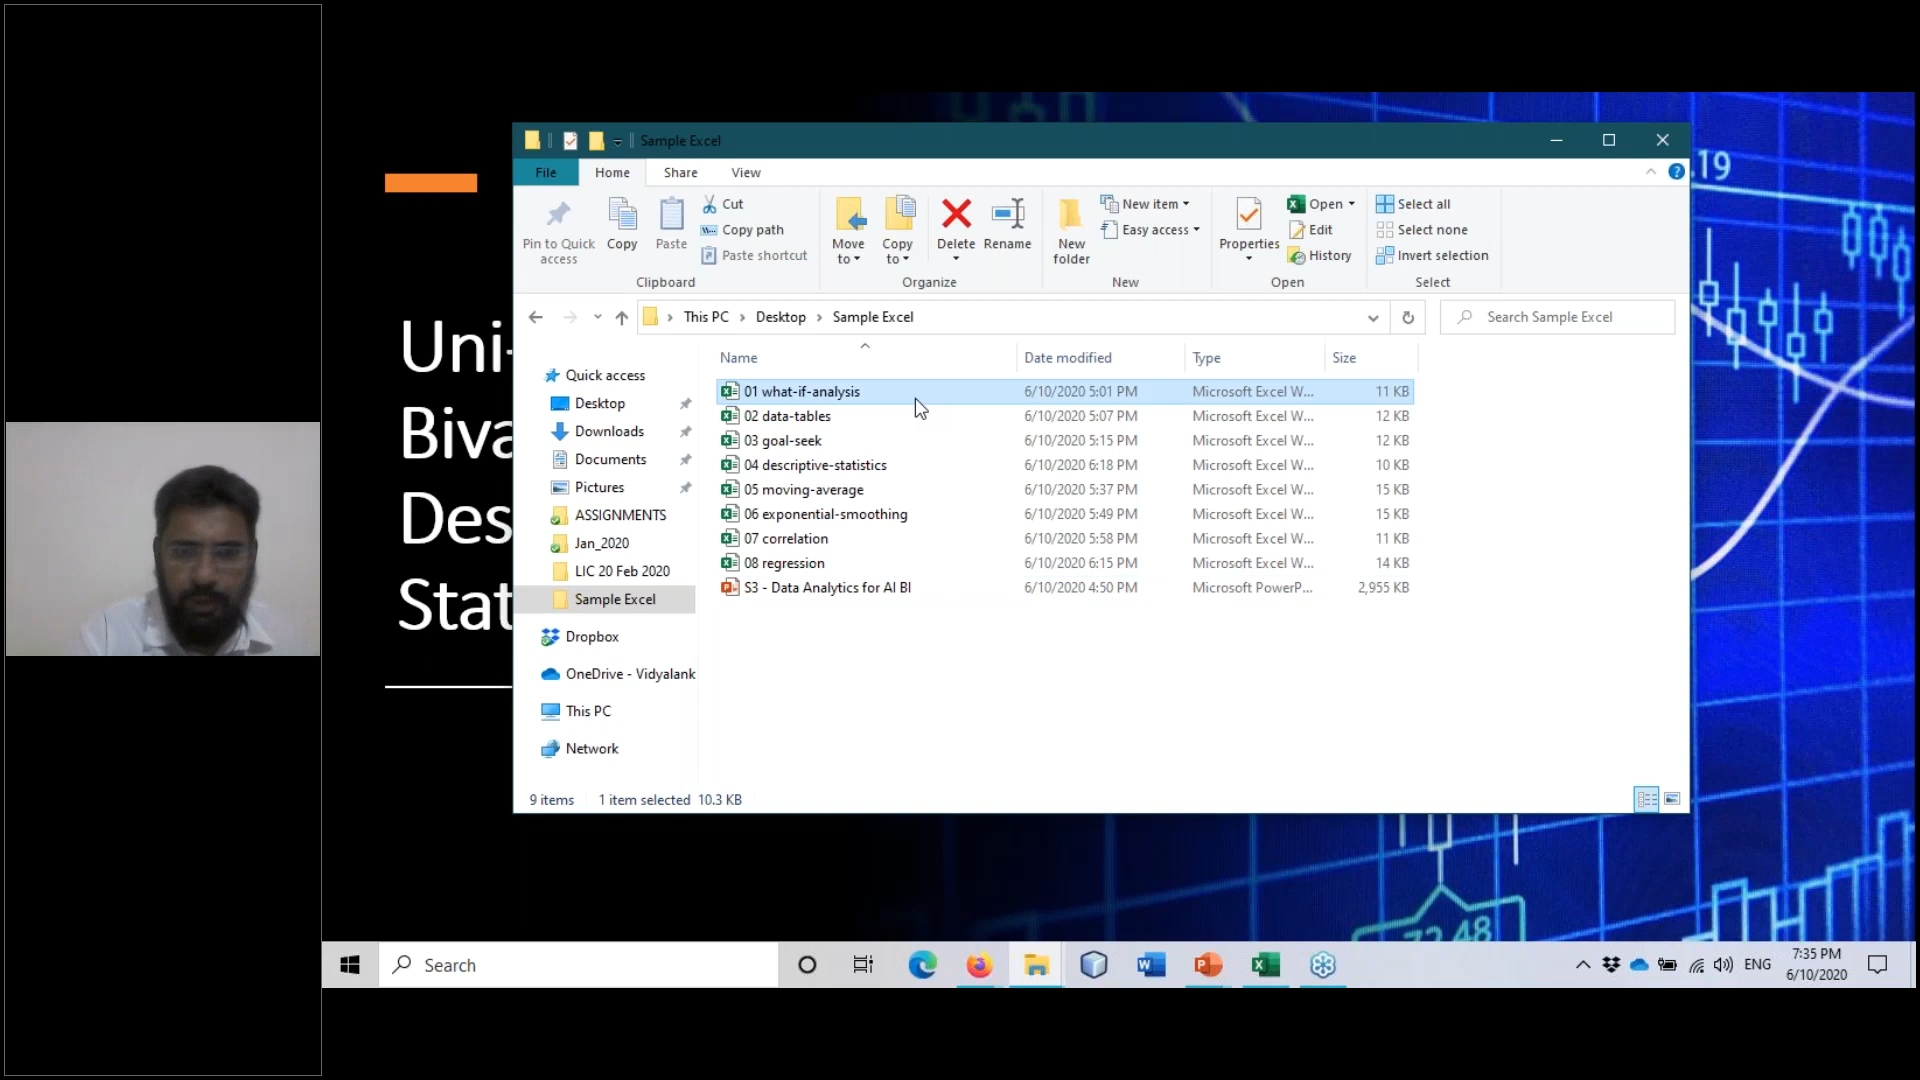 Sample Excel
File Home Share View
Pin to Quick access
Copy
Paste
Cut
Copy path
Paste shortcut
Clipboard
Move to
Copy to
Delete
Rename
Organize
New folder
New item
Easy access
New
Properties
Open
Edit
History
Open
Select all
Select none
Invert selection
Select
This PC Desktop Sample Excel
Search Sample Excel
Name Date modified Type Size
01 what-if-analysis 6/10/2020 5:01 PM Microsoft Excel W... 11 KB
02 data-tables 6/10/2020 5:07 PM Microsoft Excel W... 12 KB
03 goal-seek 6/10/2020 5:15 PM Microsoft Excel W... 12 KB
04 descriptive-statistics 6/10/2020 6:18 PM Microsoft Excel W... 10 KB
05 moving-average 6/10/2020 5:37 PM Microsoft Excel W... 15 KB
06 exponential-smoothing 6/10/2020 5:49 PM Microsoft Excel W... 15 KB
07 correlation 6/10/2020 5:58 PM Microsoft Excel W... 11 KB
08 regression 6/10/2020 6:15 PM Microsoft Excel W... 14 KB
S3 - Data Analytics for AI BI 6/10/2020 4:50 PM Microsoft PowerP... 2,955 KB
Quick access
Desktop
Downloads
Documents
Pictures
ASSIGNMENTS
Jan_2020
LIC 20 Feb 2020
Sample Excel
Dropbox
OneDrive - Vidyalank
This PC
Network
9 items 1 item selected 10.3 KB
Uni-
Biva
Des
Stat
.19
72.48
Search
ENG
7:35 PM
6/10/2020